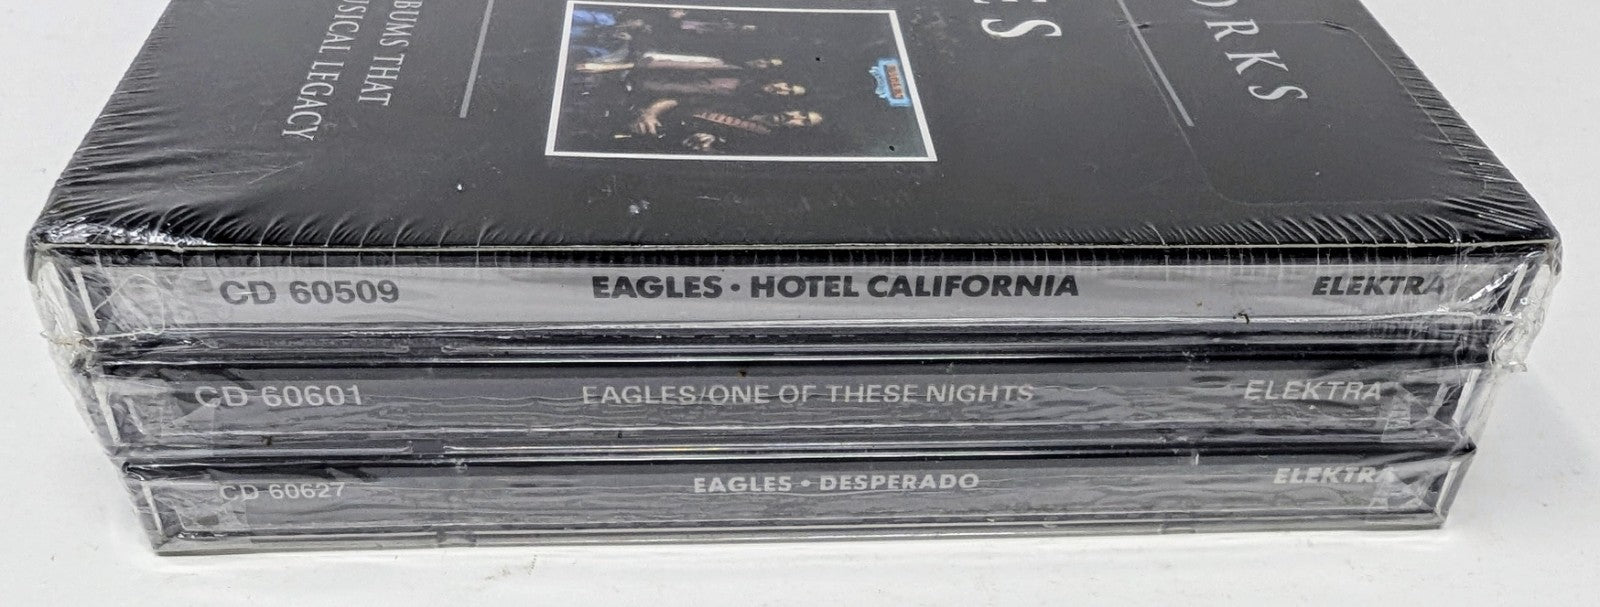 ORKS
ES
BUMS THAT
USICAL LEGACY
CD 60509 EAGLES • HOTEL CALIFORNIA ELEKTRA
CD 60601 EAGLES/ONE OF THESE NIGHTS ELEKTRA
CD 60627 EAGLES • DESPERADO ELEKTRA